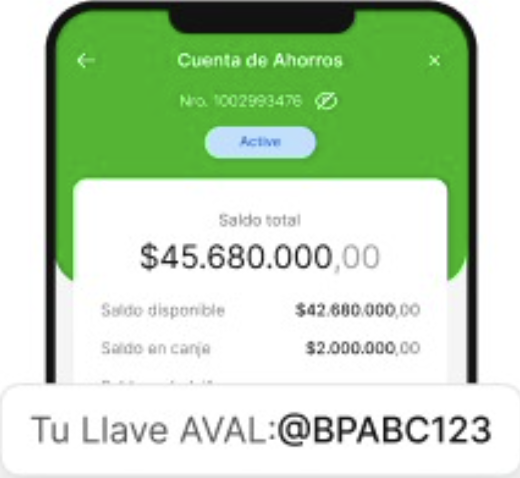 Cuenta de Ahorros
Nro. 1002993476
Active
Saldo total
$45.680.000,00
Saldo disponible $42.680.000,00
Saldo en canje $2.000.000,00
Tu Llave AVAL:@BPABC123